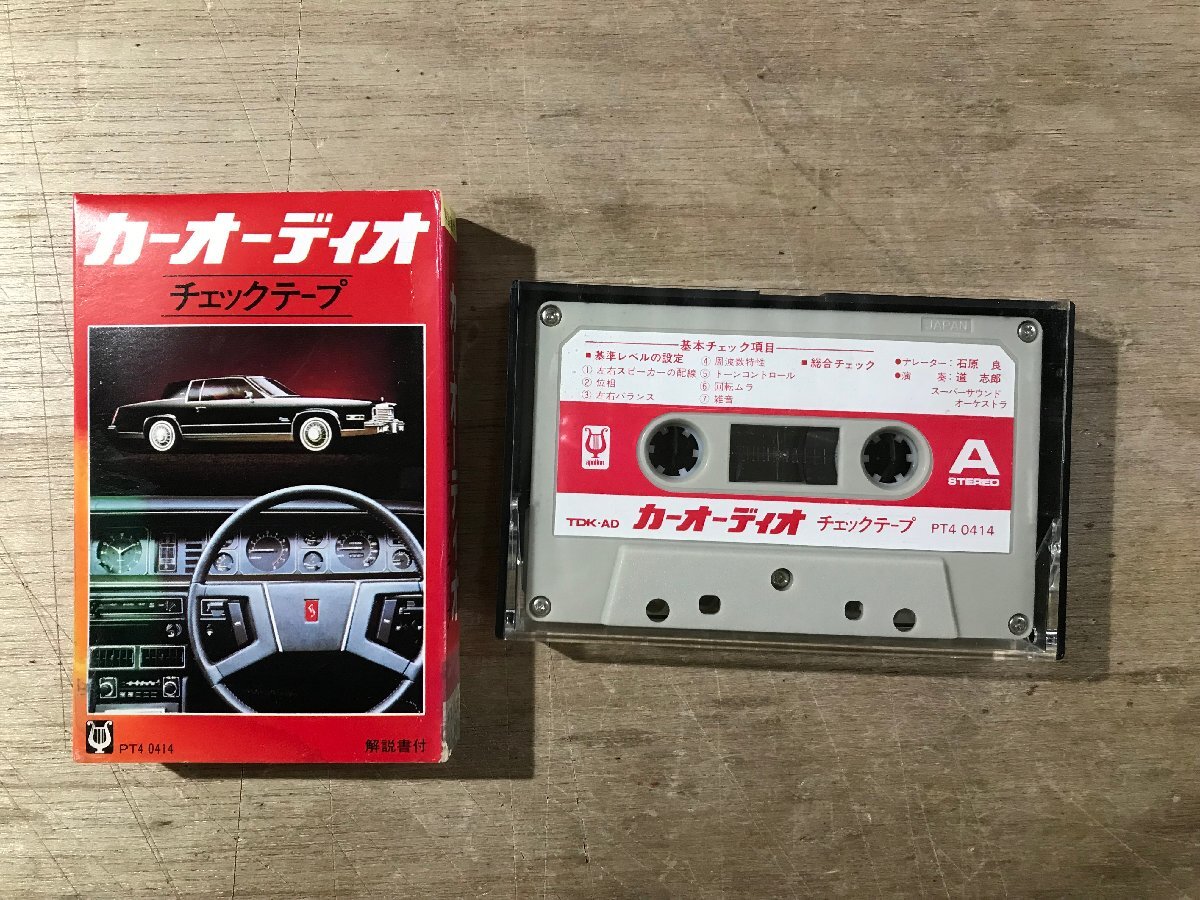 カーオーディオ
チェックテープ
PT4 0414
解説書付
JAPAN
基本チェック項目
■基準レベルの設定
①左右スピーカーの配線
②位相
③左右バランス
④周波数特性
⑤トーンコントロール
⑥回転ムラ
⑦雑音
■総合チェック
●ナレーター：石原 良
●演 奏：道 志郎
スーパーサウンド
オーケストラ
apollon
A
STEREO
TDK・AD カーオーディオ チェックテープ PT4 0414